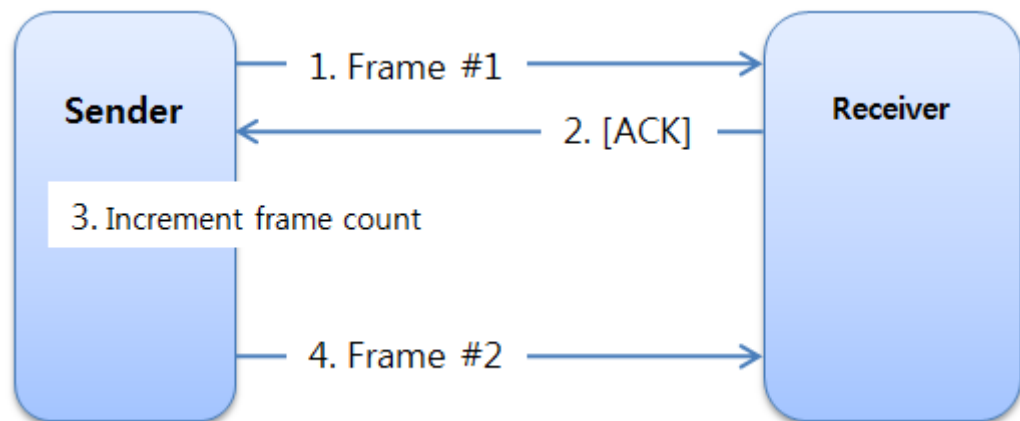 1. Frame #1
Sender
Receiver
2. [ACK]
3. Increment frame count
4. Frame #2